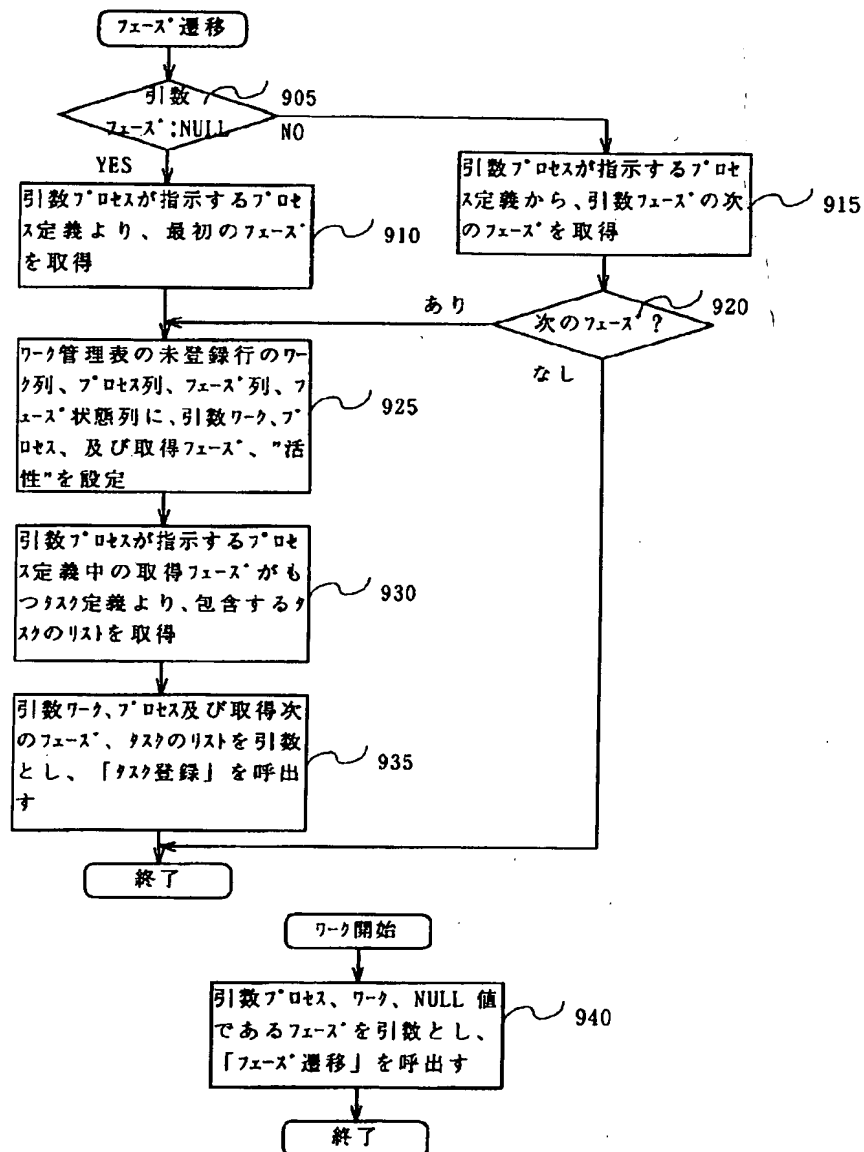 フェーズ遷移
引数
フェーズ:NULL
905
NO
YES
引数プロセスが指示するプロセ
ス定義より、最初のフェーズ
を取得
910
引数プロセスが指示するプロセ
ス定義から、引数フェーズの次
のフェーズを取得
915
あり
次のフェーズ?
920
なし
ワーク管理表の未登録行のワ
ーク列、プロセス列、フェーズ列、フ
ェーズ状態列に、引数ワーク、プ
ロセス、及び取得フェーズ、"活
性"を設定
925
引数プロセスが指示するプロセ
ス定義中の取得フェーズがも
つタスク定義より、包含するタ
スクのリストを取得
930
引数ワーク、プロセス及び取得次
のフェーズ、タスクのリストを引数
とし、「タスク登録」を呼出
す
935
終了
ワーク開始
引数プロセス、ワーク、NULL 値
であるフェーズを引数とし、
「フェーズ遷移」を呼出す
940
終了